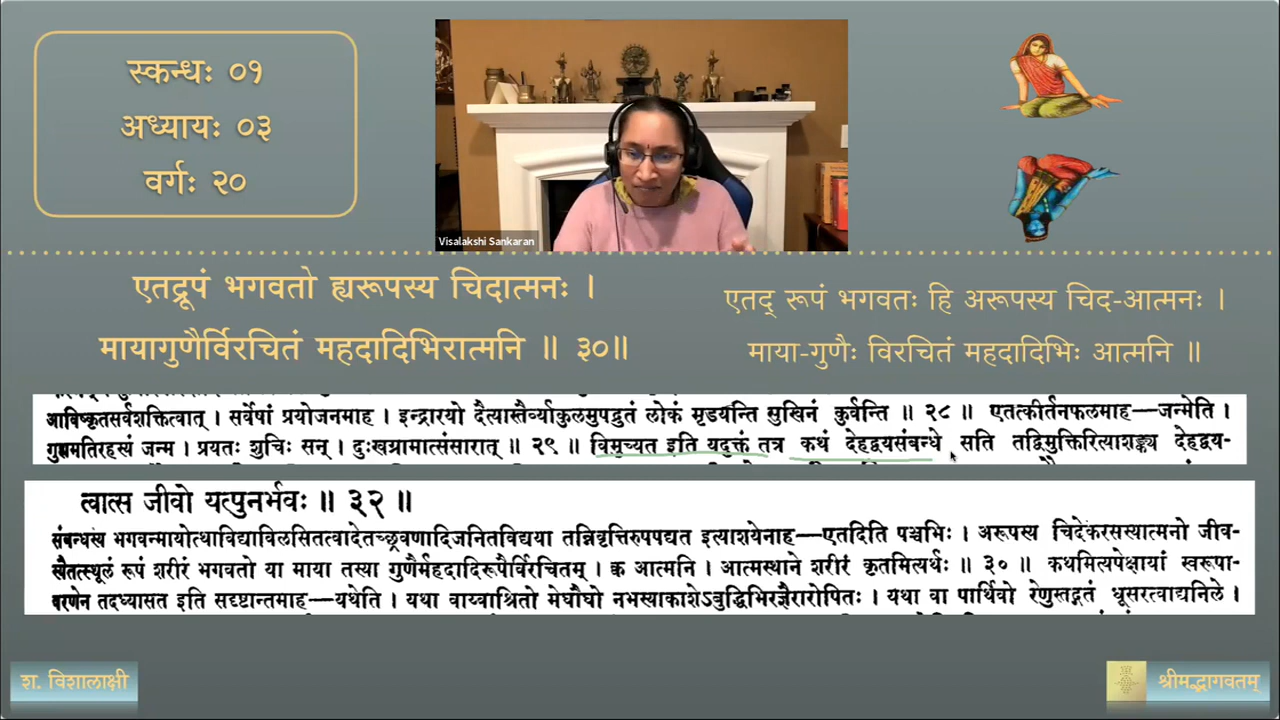 स्कन्धः ०१
अध्यायः ०३
वर्गः २०
Visalakshi Sankaran
एतद्रूपं भगवतो ह्यरूपस्य चिदात्मनः ।
मायागुणैर्विरचितं महदादिभिरात्मनि ॥ ३०॥
एतद् रूपं भगवतः हि अरूपस्य चिद-आत्मनः ।
माया-गुणैः विरचितं महदादिभिः आत्मनि ॥
आविष्कृतसर्वशक्तित्वात् । सर्वेषां प्रयोजनमाह । इन्द्रारयो दैत्यास्तैर्व्याकुलमुपद्रुतं लोकं मृडयन्ति सुखिनं कुर्वन्ति ॥ २८ ॥ एतत्कीर्तनफलमाह—जन्मेति ।
गुह्यमतिरहस्यं जन्म । प्रयतः शुचिः सन् । दुःखग्रामात्संसारात् ॥ २९ ॥ विमुच्यत इति यदुक्तं तत्र कथं देहद्वयसंबन्धे सति तद्विमुक्तिरित्याशङ्क्य देहद्वय-
त्वात्स जीवो यत्पुनर्भवः ॥ ३२ ॥
संबन्धस्य भगवन्मायोत्थाविद्याविलसितत्वादेतच्छ्रवणादिजनितविद्यया तन्निवृत्तिरुपपद्यत इत्याशयेनाह—एतदिति पञ्चभिः । अरूपस्य चिदेकरसस्यात्मनो जीव-
स्यैतत्स्थूलं रूपं शरीरं भगवतो या माया तस्या गुणैर्महदादिरूपैर्विरचितम् । क्व आत्मनि । आत्मस्थाने शरीरं कृतमित्यर्थः ॥ ३० ॥ कथमित्यपेक्षायां स्वरूपा-
वरणेन तदध्यासत इति सदृष्टान्तमाह—यथेति । यथा वाय्वाश्रितो मेघौघो नभस्याकाशेऽबुद्धिभिरज्ञैरारोपितः । यथा वा पार्थिवो रेणुस्तद्गतं धूसरत्वाद्यनिले ।
श. विशालाक्षी
श्रीमद्भागवतम्